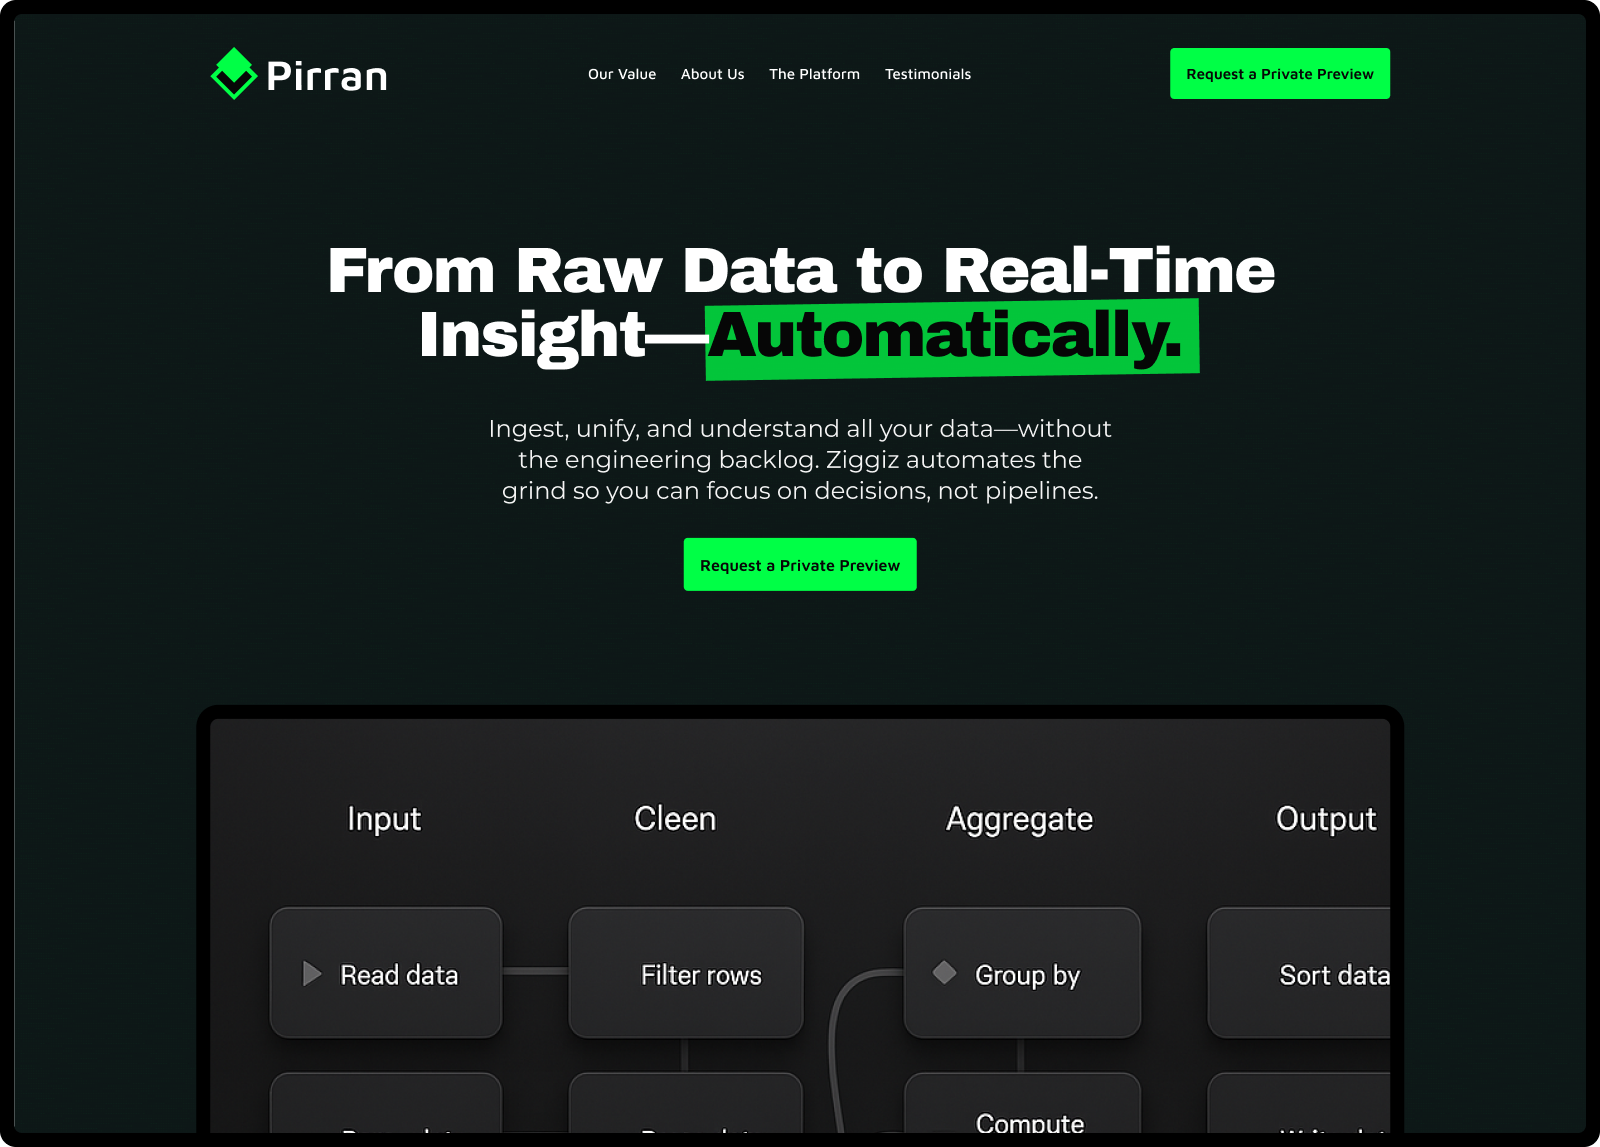 Pirran
Our Value
About Us
The Platform
Testimonials
Request a Private Preview
From Raw Data to Real-Time
Insight—Automatically.
Ingest, unify, and understand all your data—without
the engineering backlog. Ziggiz automates the
grind so you can focus on decisions, not pipelines.
Request a Private Preview
Input
Cleen
Aggregate
Output
Read data
Filter rows
Group by
Sort data
Compute